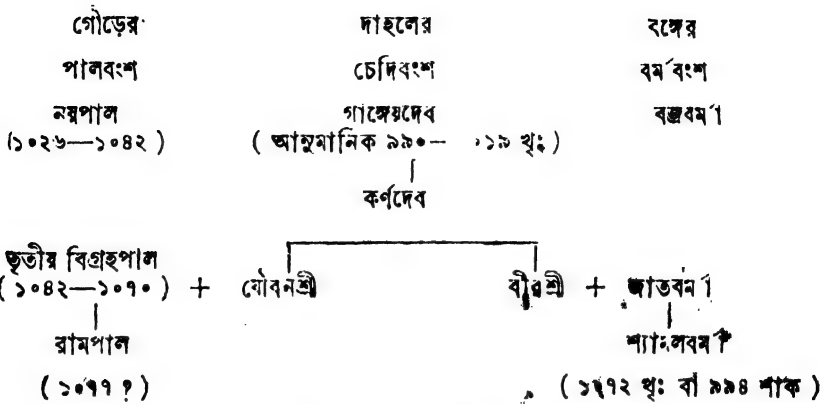 গৌড়ের দাহলের বঙ্গের
পালবংশ চেদিবংশ বর্মবংশ
নয়পাল গাঙ্গেয়দেব বজ্রবর্মা
(১০২৬—১০৪২) (আনুমানিক ৯৯০— ১১৯ খৃঃ)
কর্ণদেব
তৃতীয় বিগ্রহপাল
(১০৪২—১০৭০) + যৌবনশ্রী বীরশ্রী + জাতবর্মা
রামপাল শ্যামলবর্মা
(১০৭৭ ?) (১০৭২ খৃঃ বা ৯৯৪ শাক)